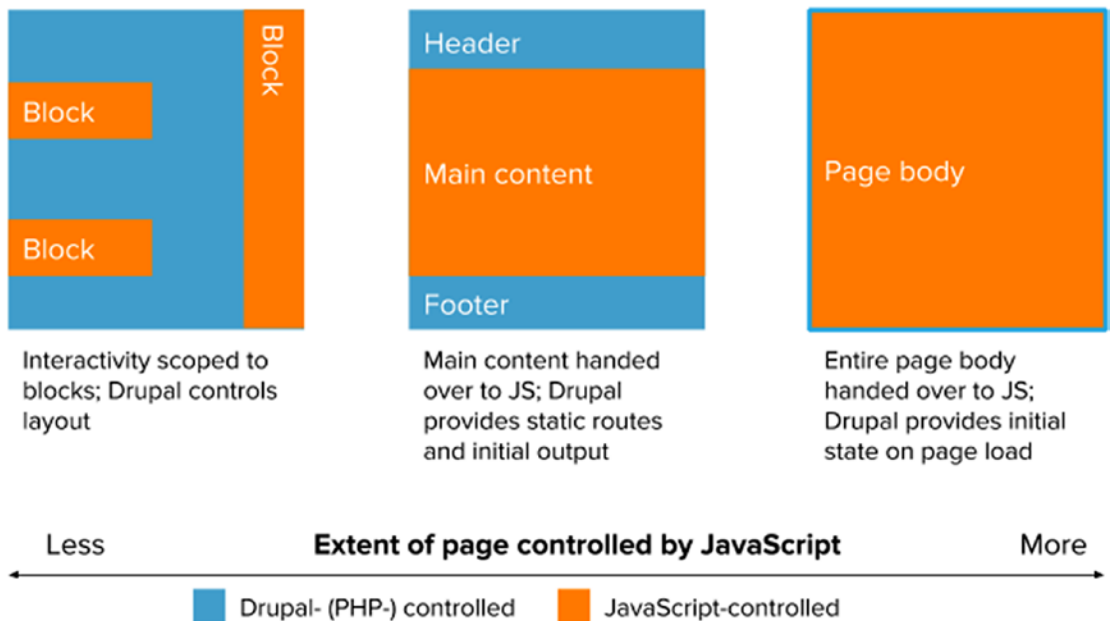 Block
Block
Block
Interactivity scoped to
blocks; Drupal controls
layout
Header
Main content
Footer
Main content handed
over to JS; Drupal
provides static routes
and initial output
Page body
Entire page body
handed over to JS;
Drupal provides initial
state on page load
Less
Extent of page controlled by JavaScript
More
Drupal- (PHP-) controlled
JavaScript-controlled